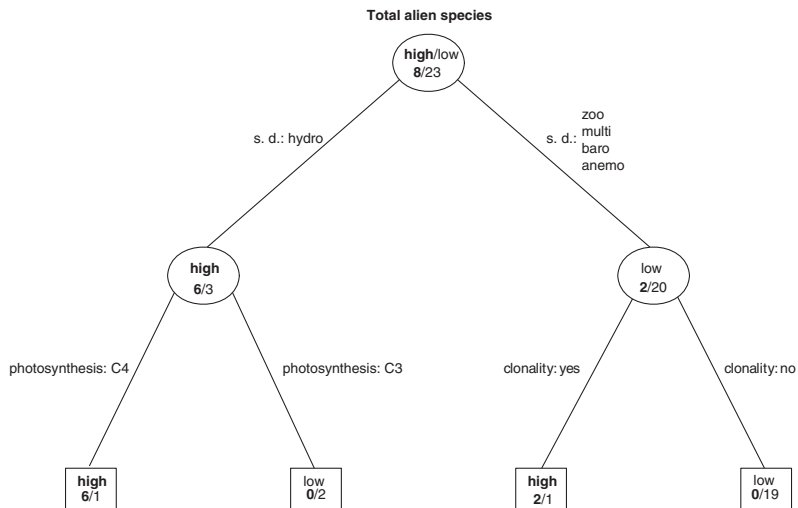 Total alien species
high/low
8/23
s. d.: hydro
s. d.:
zoo
multi
baro
anemo
high
6/3
low
2/20
photosynthesis: C4
photosynthesis: C3
clonality: yes
clonality: no
high
6/1
low
0/2
high
2/1
low
0/19